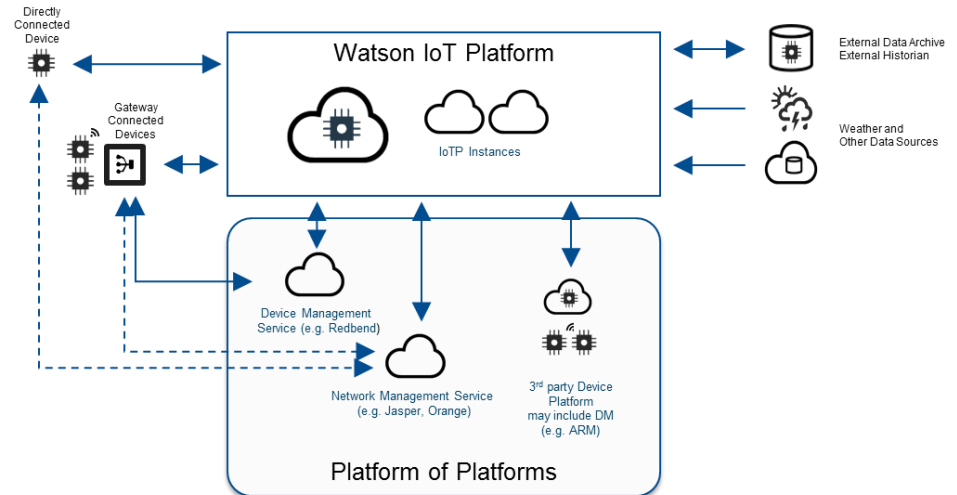 Directly
Connected
Device
Watson IoT Platform
IoTP Instances
External Data Archive
External Historian
Gateway
Connected
Devices
Weather and
Other Data Sources
Device Management
Service (e.g. Redbend)
Network Management Service
(e.g. Jasper, Orange)
3rd party Device
Platform
may include DM
(e.g. ARM)
Platform of Platforms